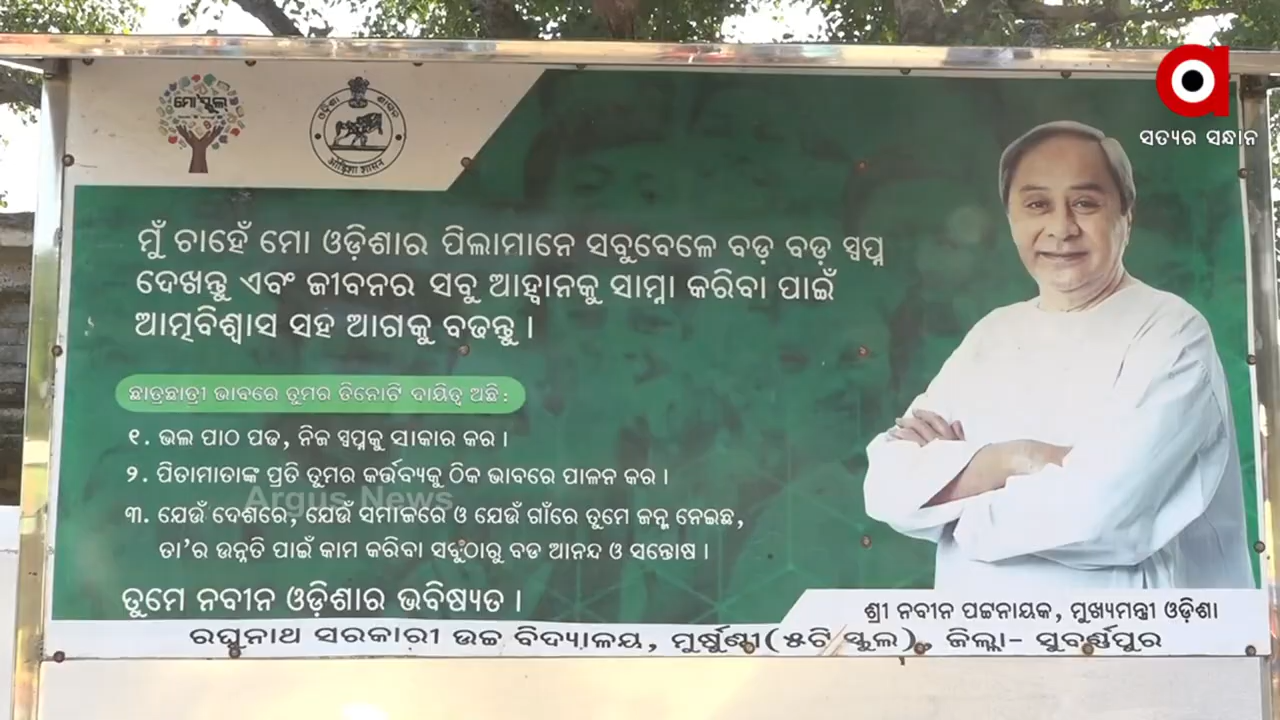 ମୋ ସ୍କୁଲ
ଓଡ଼ିଶା ଶାସନ
ओड़िशा शासन
ସତ୍ୟର ସନ୍ଧାନ
ମୁଁ ଚାହେଁ ମୋ ଓଡ଼ିଶାର ପିଲାମାନେ ସବୁବେଳେ ବଡ଼ ବଡ଼ ସ୍ୱପ୍ନ
ଦେଖନ୍ତୁ ଏବଂ ଜୀବନର ସବୁ ଆହ୍ୱାନକୁ ସାମ୍ନା କରିବା ପାଇଁ
ଆତ୍ମବିଶ୍ୱାସ ସହ ଆଗକୁ ବଢନ୍ତୁ ।
ଛାତ୍ରଛାତ୍ରୀ ଭାବରେ ତୁମର ତିନୋଟି ଦାୟିତ୍ୱ ଅଛି :
୧. ଭଲ ପାଠ ପଢ, ନିଜ ସ୍ୱପ୍ନକୁ ସାକାର କର ।
୨. ପିତାମାତାଙ୍କ ପ୍ରତି ତୁମର କର୍ତ୍ତବ୍ୟକୁ ଠିକ ଭାବରେ ପାଳନ କର ।
Argus News
୩. ଯେଉଁ ଦେଶରେ, ଯେଉଁ ସମାଜରେ ଓ ଯେଉଁ ଗାଁରେ ତୁମେ ଜନ୍ମ ନେଇଛ,
ତା’ର ଉନ୍ନତି ପାଇଁ କାମ କରିବା ସବୁଠାରୁ ବଡ ଆନନ୍ଦ ଓ ସନ୍ତୋଷ ।
ତୁମେ ନବୀନ ଓଡ଼ିଶାର ଭବିଷ୍ୟତ ।
ଶ୍ରୀ ନବୀନ ପଟ୍ଟନାୟକ, ମୁଖ୍ୟମନ୍ତ୍ରୀ ଓଡ଼ିଶା
ରଘୁନାଥ ସରକାରୀ ଉଚ୍ଚ ବିଦ୍ୟାଳୟ, ମୁର୍ଷୁଣ୍ଢୀ(୫ଟି ସ୍କୁଲ), ଜିଲ୍ଲା- ସୁବର୍ଣ୍ଣପୁର